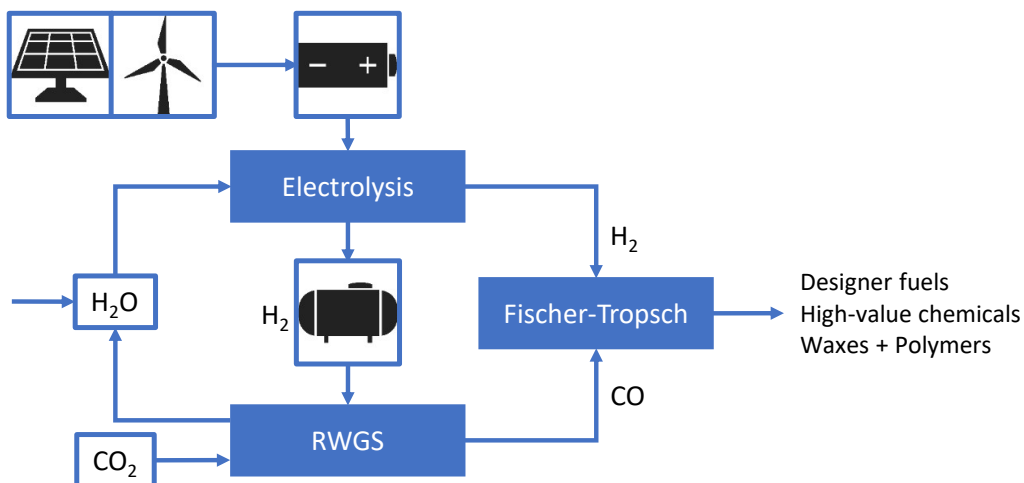 − +
Electrolysis
H₂
H₂O
H₂
Fischer-Tropsch
Designer fuels
High-value chemicals
Waxes + Polymers
CO
RWGS
CO₂